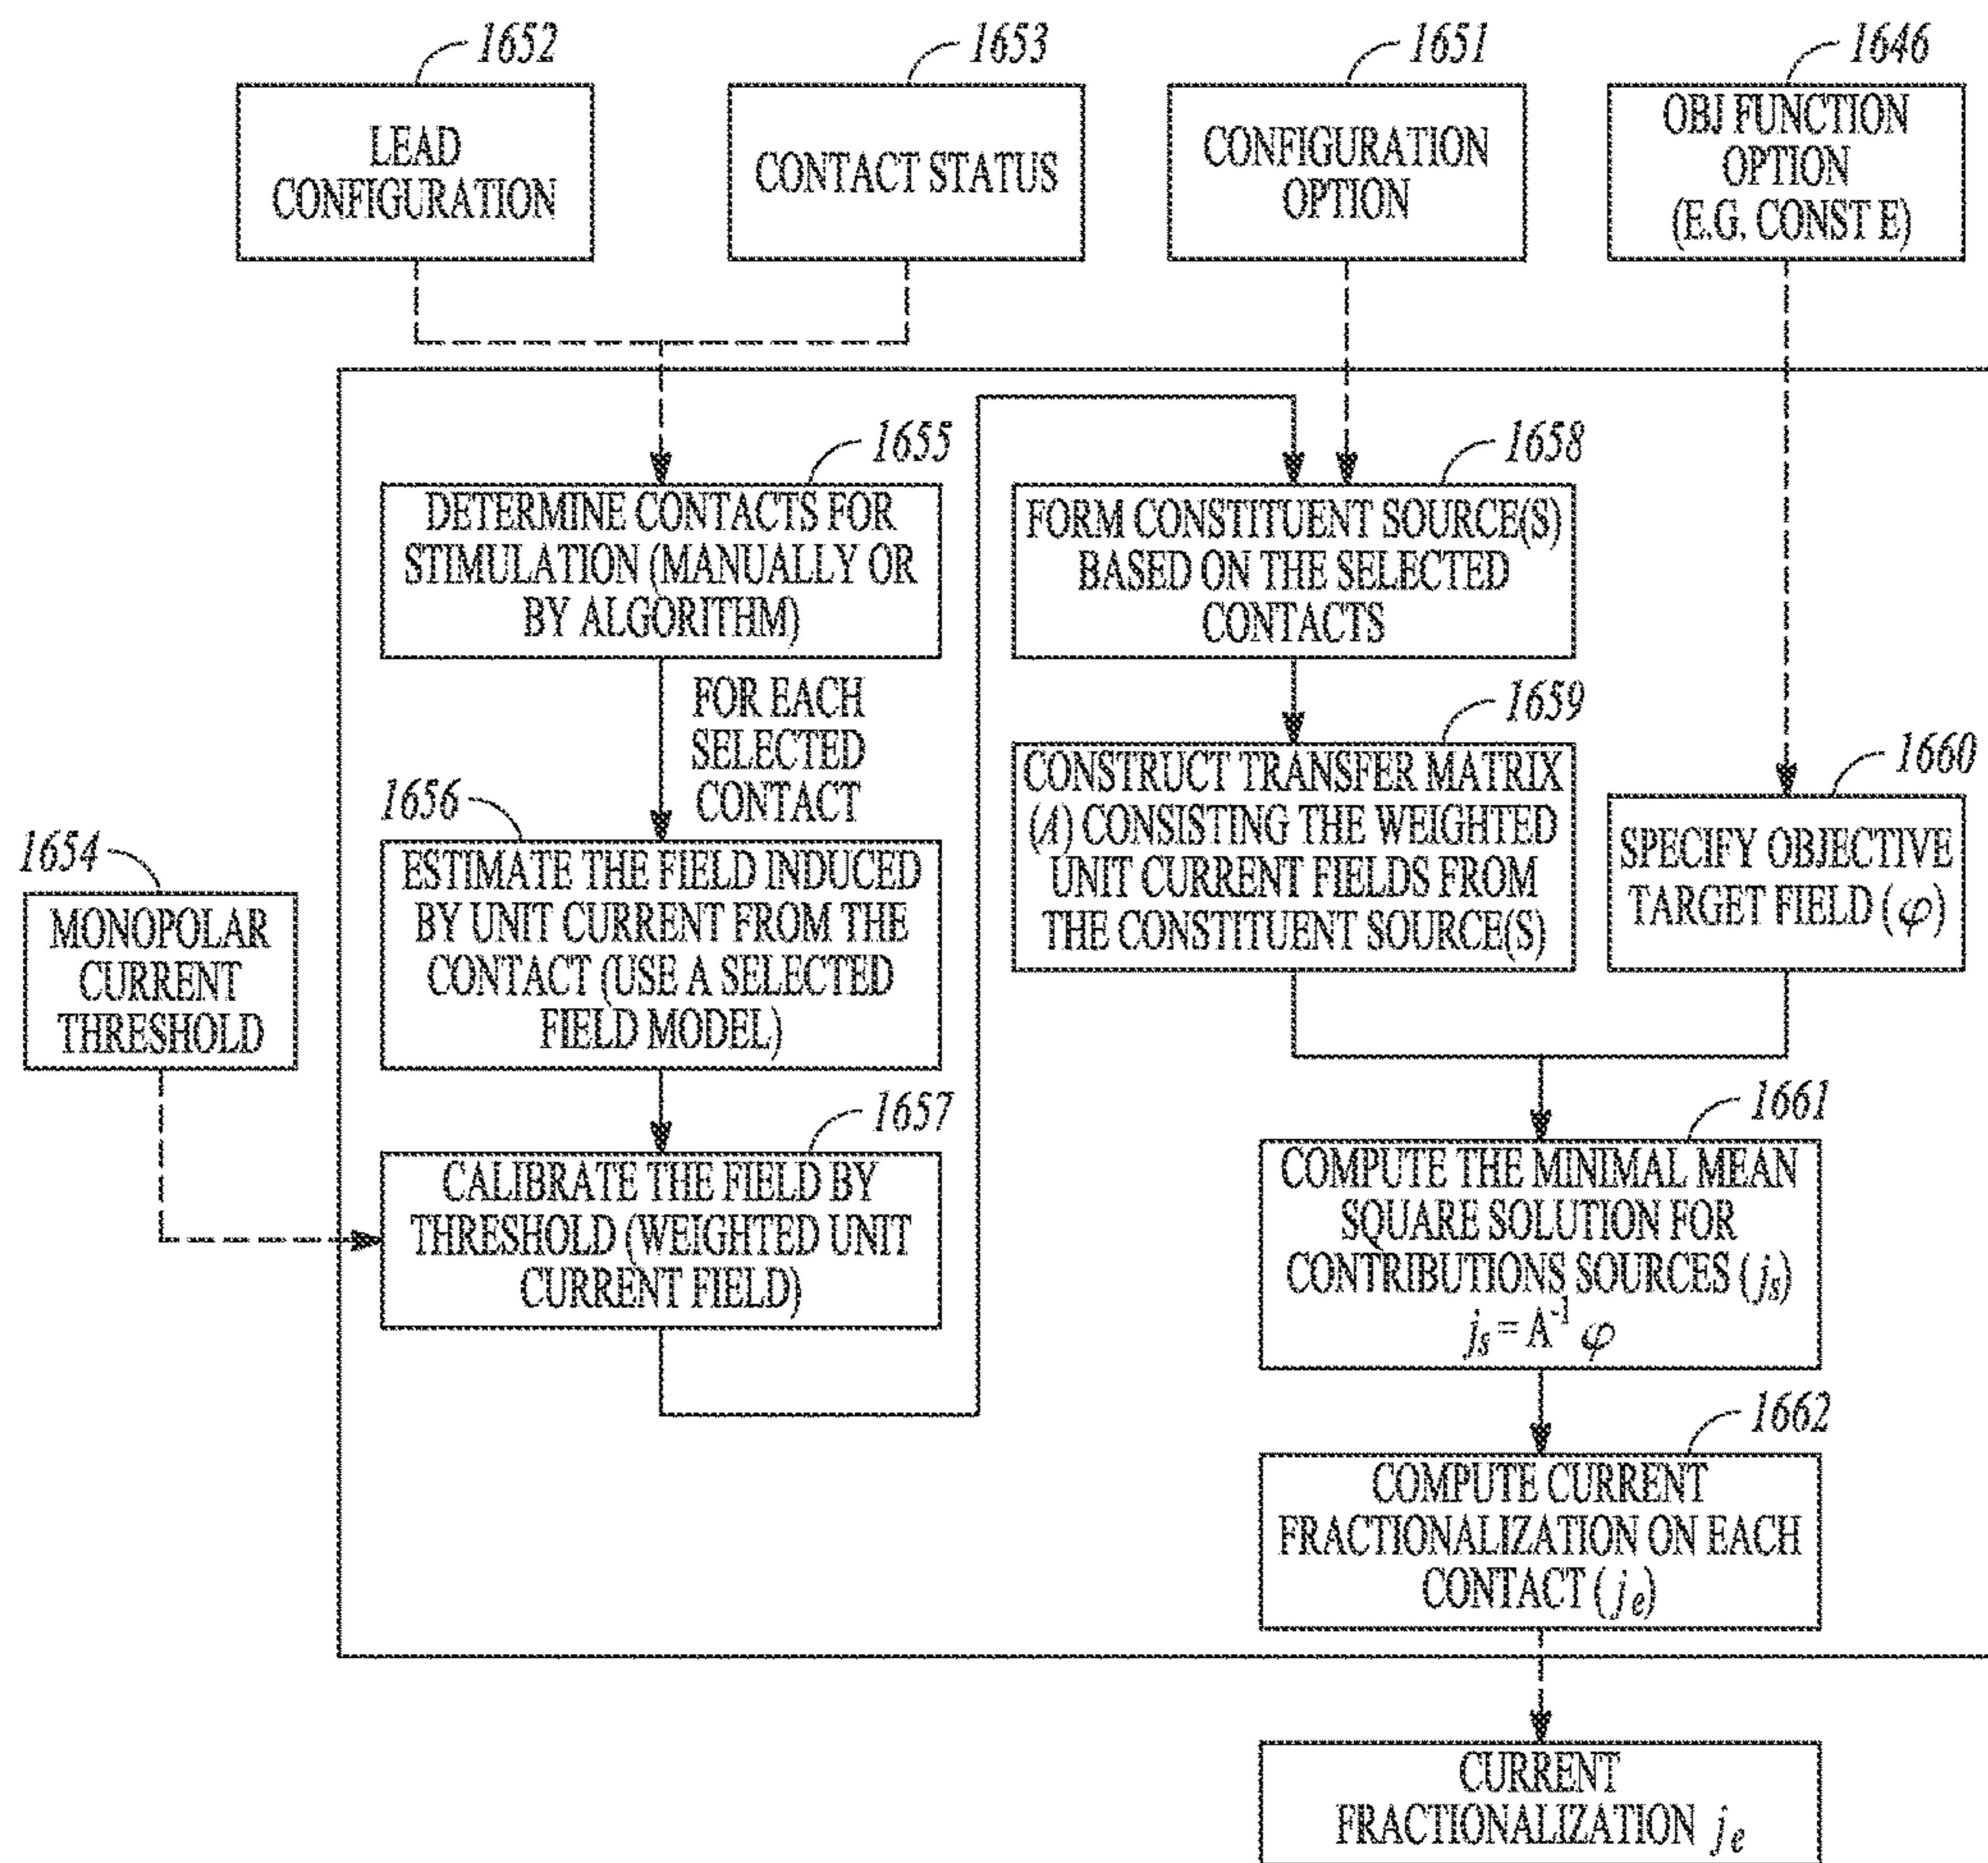 1652
LEAD
CONFIGURATION
1653
CONTACT STATUS
1651
CONFIGURATION
OPTION
1646
OBJ FUNCTION
OPTION
(E.G. CONST E)
1655
DETERMINE CONTACTS FOR
STIMULATION (MANUALLY OR
BY ALGORITHM)
FOR EACH
SELECTED
CONTACT
1656
ESTIMATE THE FIELD INDUCED
BY UNIT CURRENT FROM THE
CONTACT (USE A SELECTED
FIELD MODEL)
1654
MONOPOLAR
CURRENT
THRESHOLD
1657
CALIBRATE THE FIELD BY
THRESHOLD (WEIGHTED UNIT
CURRENT FIELD)
1658
FORM CONSTITUENT SOURCE(S)
BASED ON THE SELECTED
CONTACTS
1659
CONSTRUCT TRANSFER MATRIX
(A) CONSISTING THE WEIGHTED
UNIT CURRENT FIELDS FROM
THE CONSTITUENT SOURCE(S)
1660
SPECIFY OBJECTIVE
TARGET FIELD (φ)
1661
COMPUTE THE MINIMAL MEAN
SQUARE SOLUTION FOR
CONTRIBUTIONS SOURCES (jₛ)
jₛ = A⁻¹ φ
1662
COMPUTE CURRENT
FRACTIONALIZATION ON EACH
CONTACT (jₑ)
CURRENT
FRACTIONALIZATION jₑ